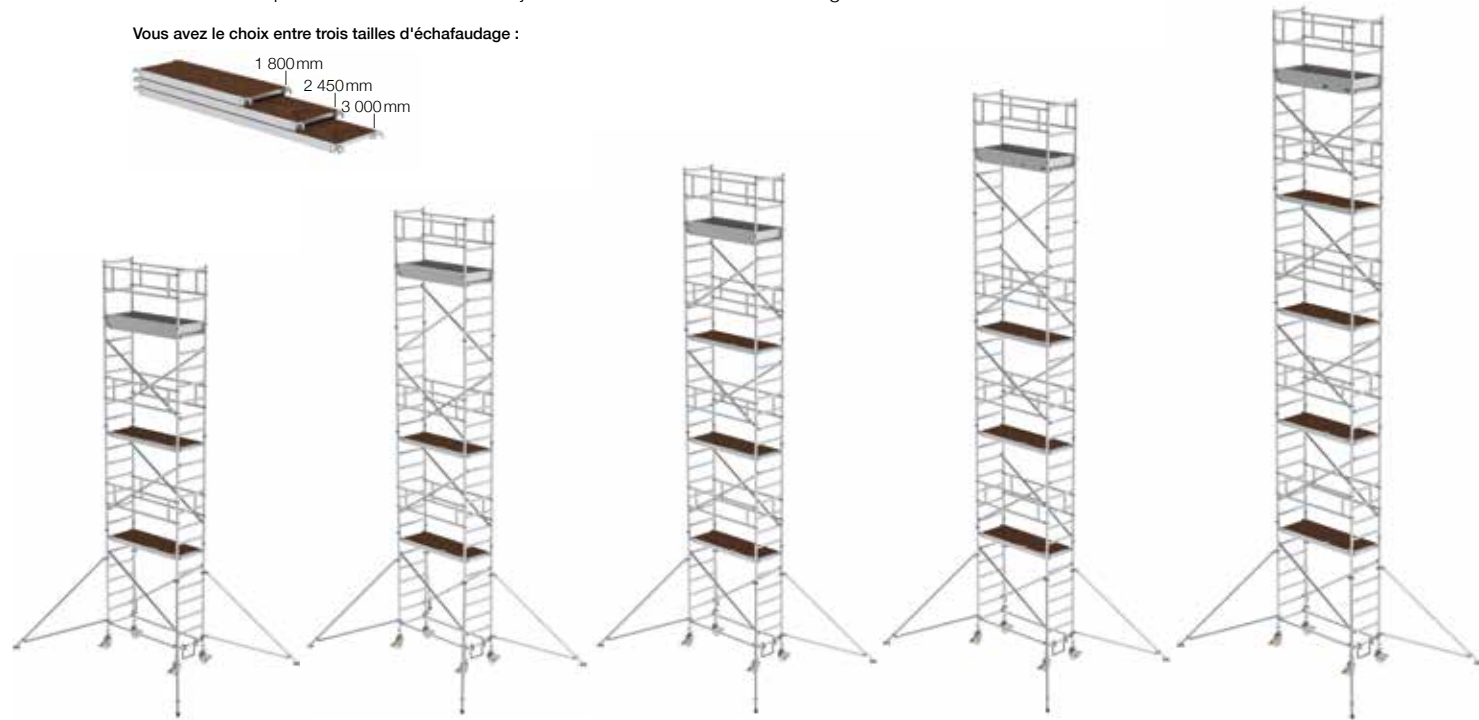 Vous avez le choix entre trois tailles d'échafaudage :
1 800 mm
2 450 mm
3 000 mm